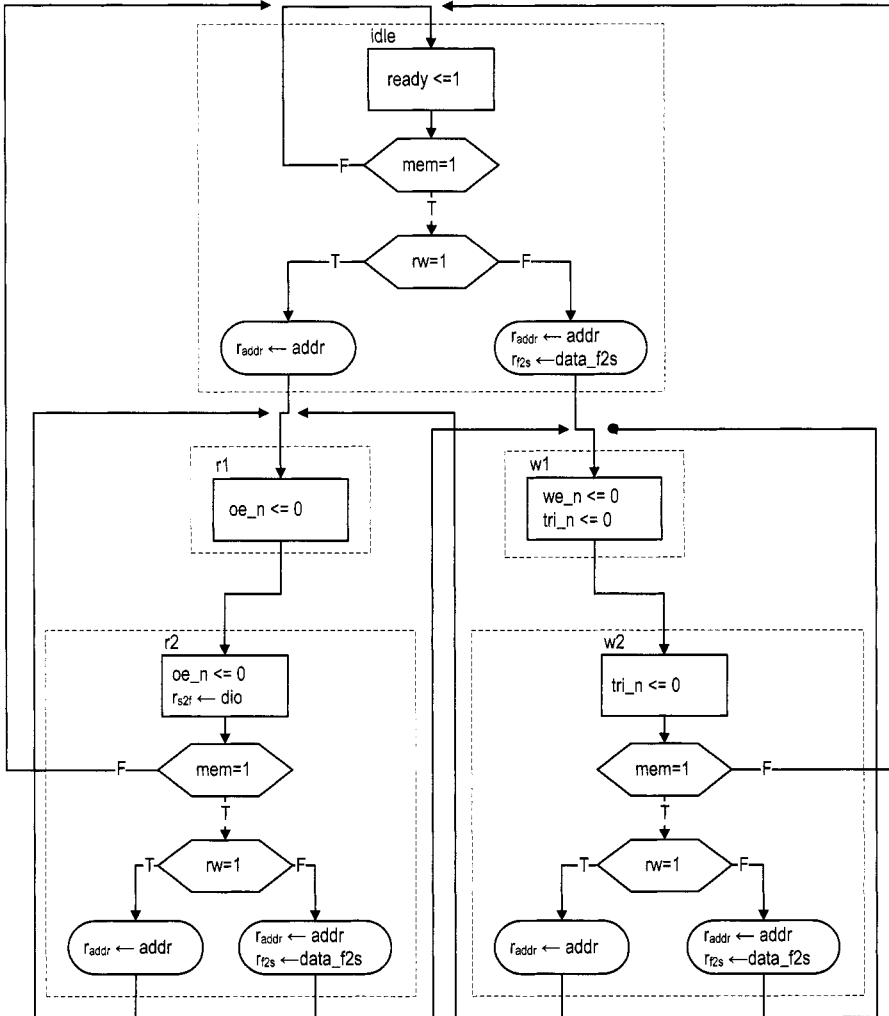 idle
ready <=1
F
mem=1
T
T
rw=1
F
r_addr ← addr
r_addr ← addr
r_f2s ←data_f2s
r1
oe_n <= 0
w1
we_n <= 0
tri_n <= 0
r2
oe_n <= 0
r_s2f ← dio
F
mem=1
T
T
rw=1
F
r_addr ← addr
r_addr ← addr
r_f2s ←data_f2s
w2
tri_n <= 0
mem=1
F
T
T
rw=1
F
r_addr ← addr
r_addr ← addr
r_f2s ←data_f2s